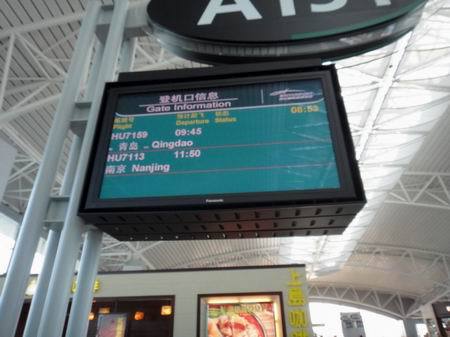 A131
登机口信息
Gate Information
08:53
航班号 预计起飞 状态
Flight Departure Status
HU7159 09:45
青岛 Qingdao
HU7113 11:50
南京 Nanjing
Panasonic